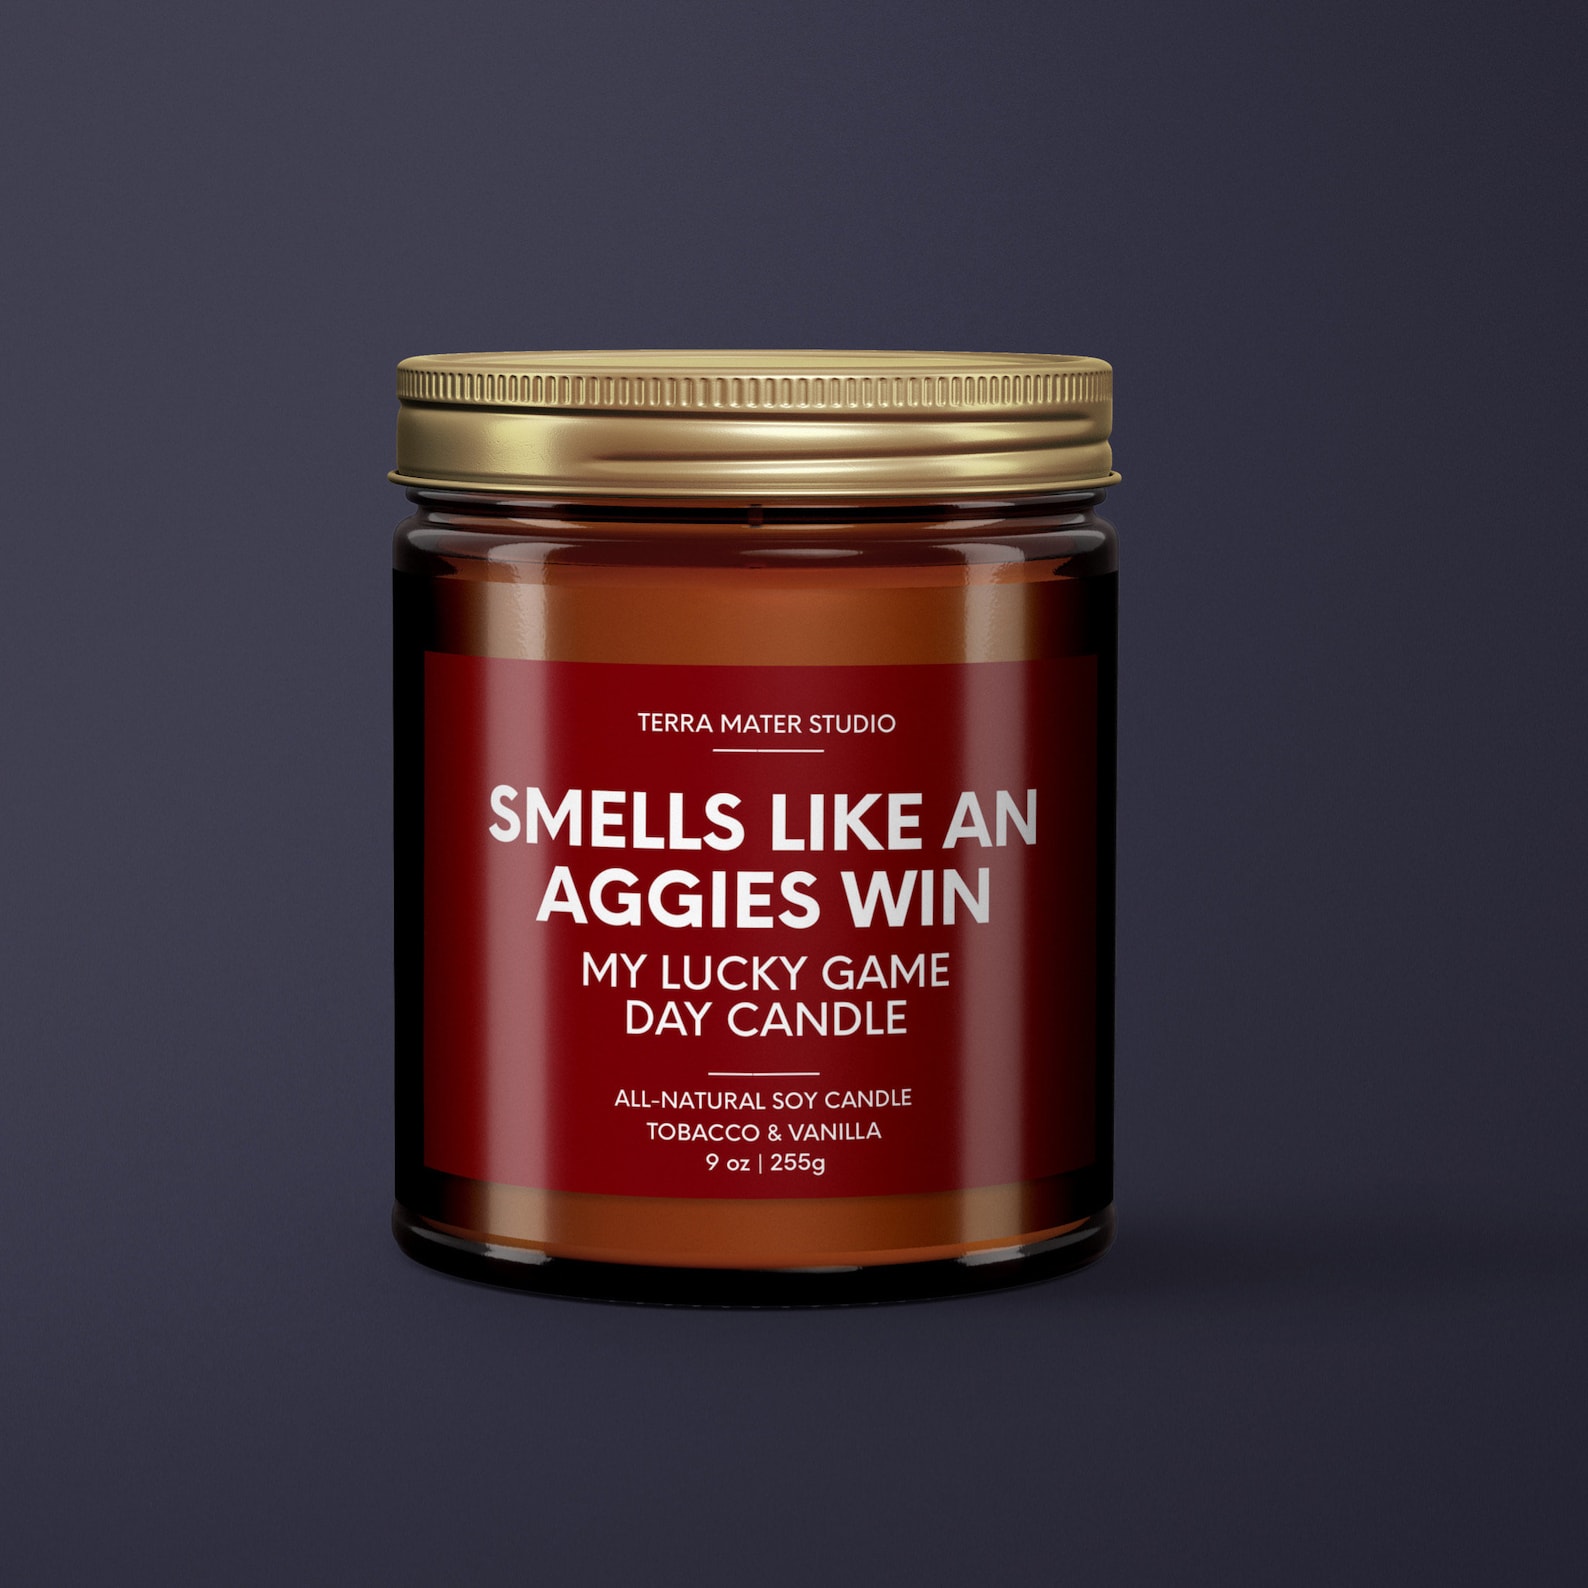 TERRA MATER STUDIO
SMELLS LIKE AN
AGGIES WIN
MY LUCKY GAME
DAY CANDLE
ALL-NATURAL SOY CANDLE
TOBACCO & VANILLA
9 oz | 255g